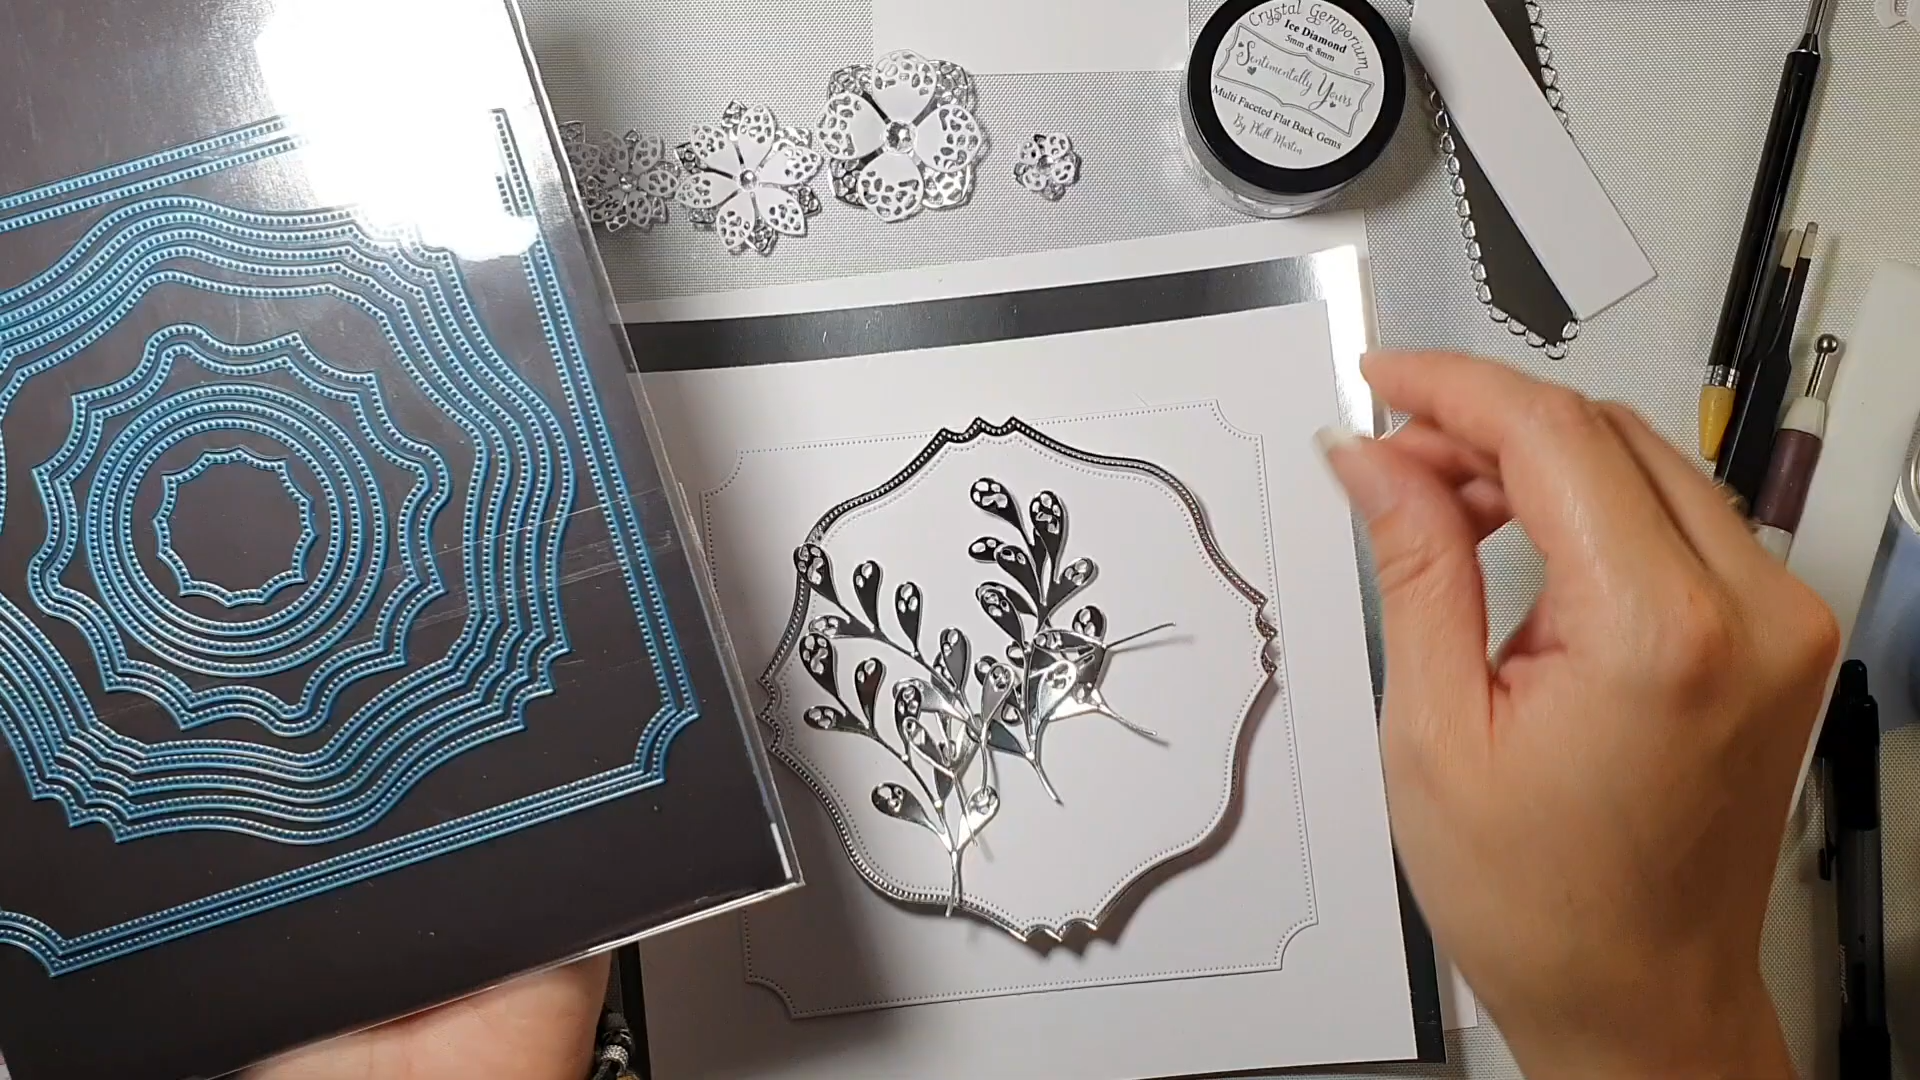 Crystal Gemporium
Ice Diamond
5mm & 8mm
Sentimentally Yours
Multi Faceted Flat Back Gems
By Phill Martin